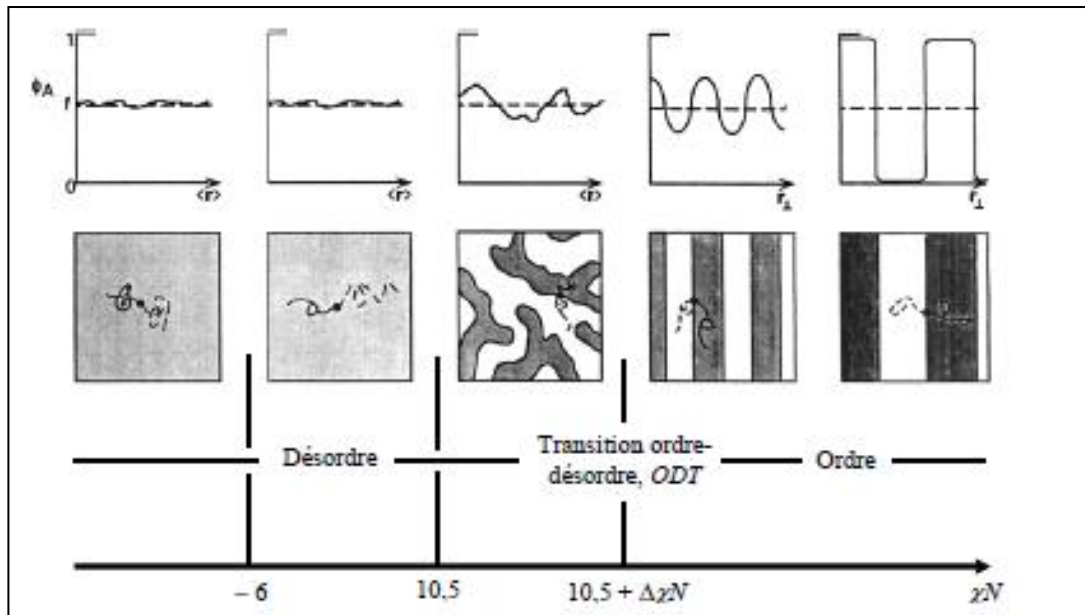 1
ϕA
f
0
⟨r⟩
⟨r⟩
⟨r⟩
r⊥
r⊥
Désordre
Transition ordre-
désordre, ODT
Ordre
– 6
10,5
10,5 + ΔχN
χN